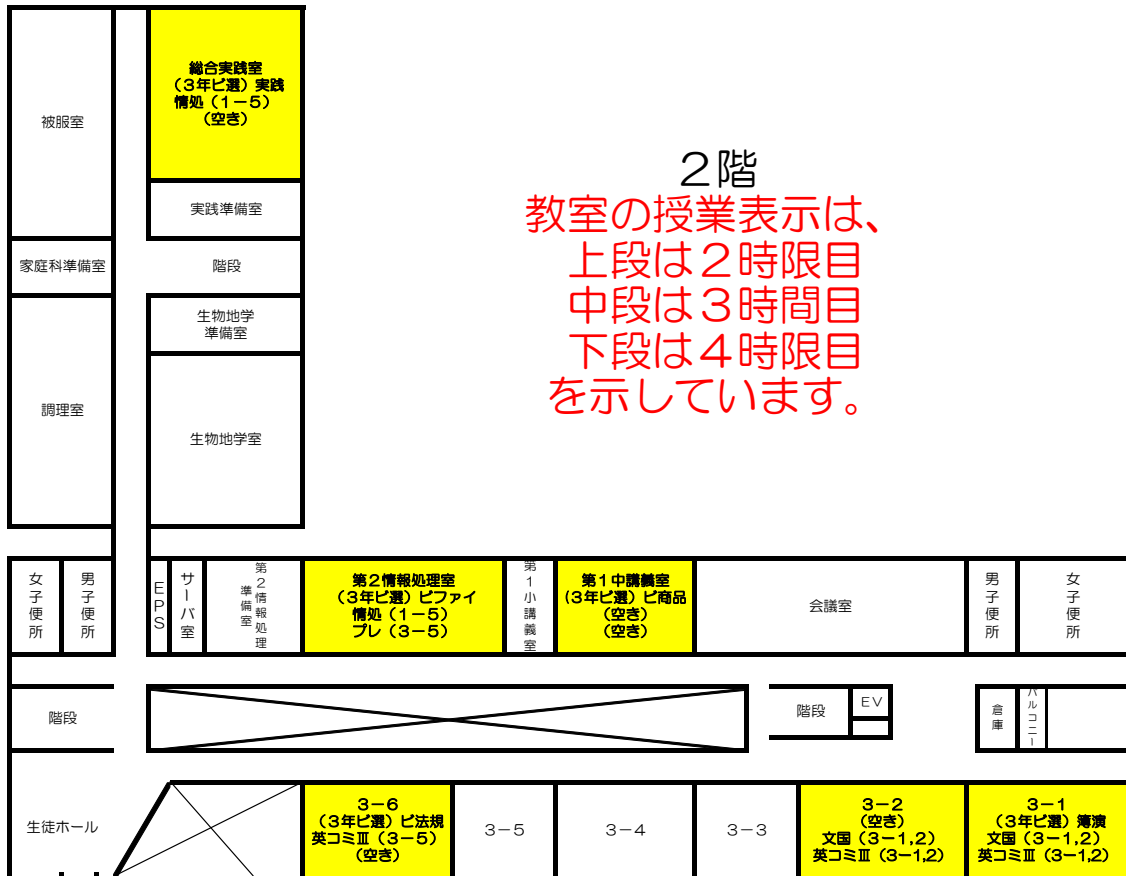 総合実践室
（3年ビ選）実践
情処（1－5）
（空き）
被服室
実践準備室
家庭科準備室
階段
生物地学
準備室
調理室
生物地学室
２階
教室の授業表示は、
上段は２時限目
中段は３時間目
下段は４時限目
を示しています。
女子便所
男子便所
EPS
サーバ室
第2情報処理
準備室
第2情報処理室
（3年ビ選）ビファイ
情処（1－5）
プレ（3－5）
第1小講義室
第1中講義室
（3年ビ選）ビ商品
（空き）
（空き）
会議室
男子便所
女子便所
階段
階段
EV
倉庫
バルコニー
生徒ホール
3－6
（3年ビ選）ビ法規
英コミⅢ（3－5）
（空き）
3－5
3－4
3－3
3－2
（空き）
文国（3－1,2）
英コミⅢ（3－1,2）
3－1
（3年ビ選）簿演
文国（3－1,2）
英コミⅢ（3－1,2）